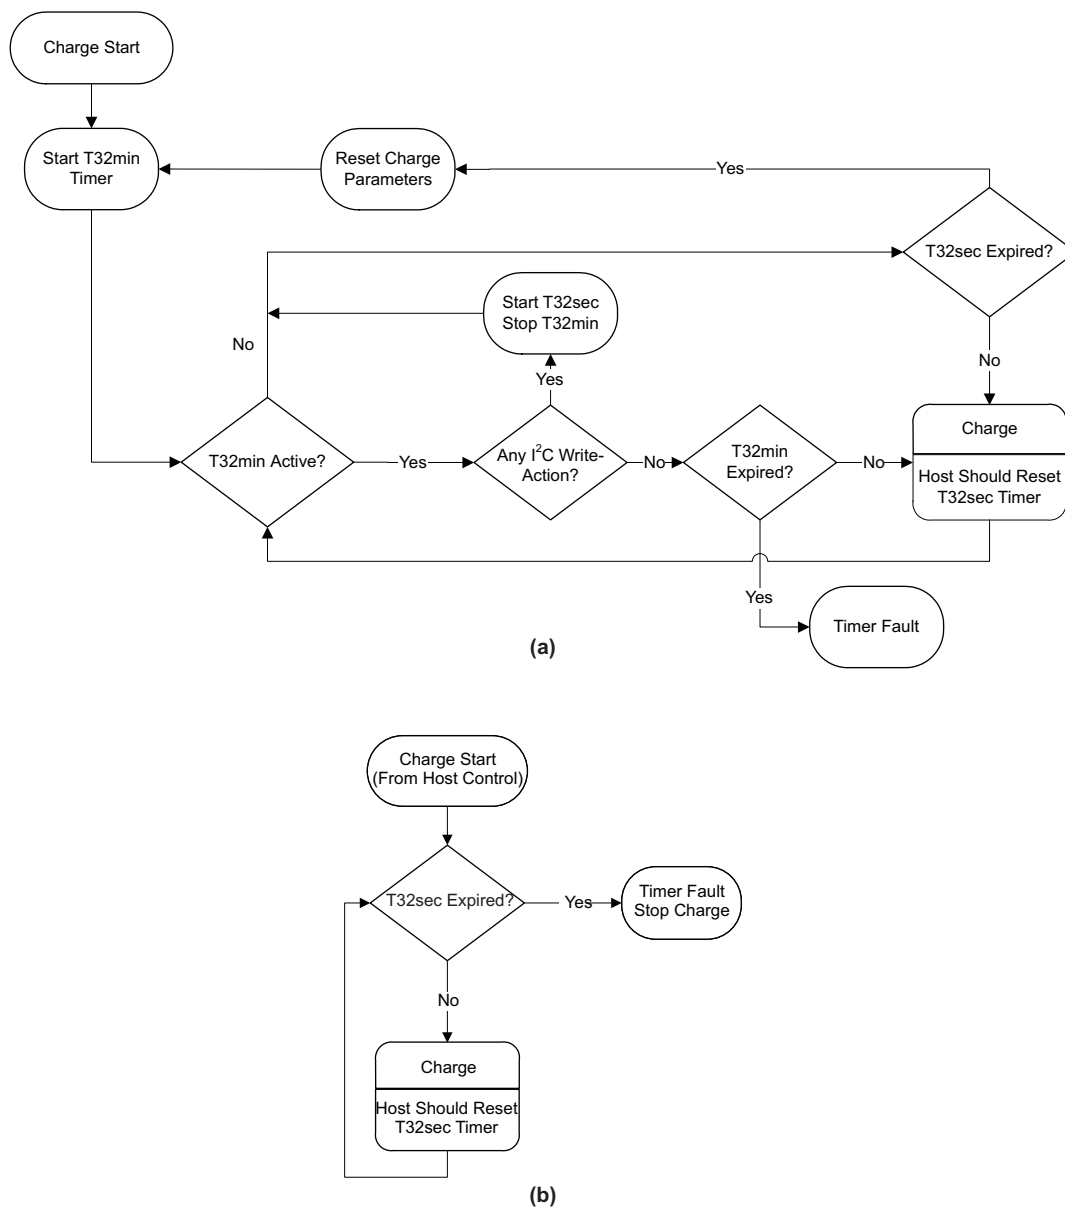 Charge Start
Start T32min
Timer
Reset Charge
Parameters
Yes
T32sec Expired?
Start T32sec
Stop T32min
No
Yes
No
T32min Active?
Yes
Any I²C Write-
Action?
No
T32min
Expired?
No
Charge
Host Should Reset
T32sec Timer
Yes
Timer Fault
(a)
Charge Start
(From Host Control)
T32sec Expired?
Yes
Timer Fault
Stop Charge
No
Charge
Host Should Reset
T32sec Timer
(b)